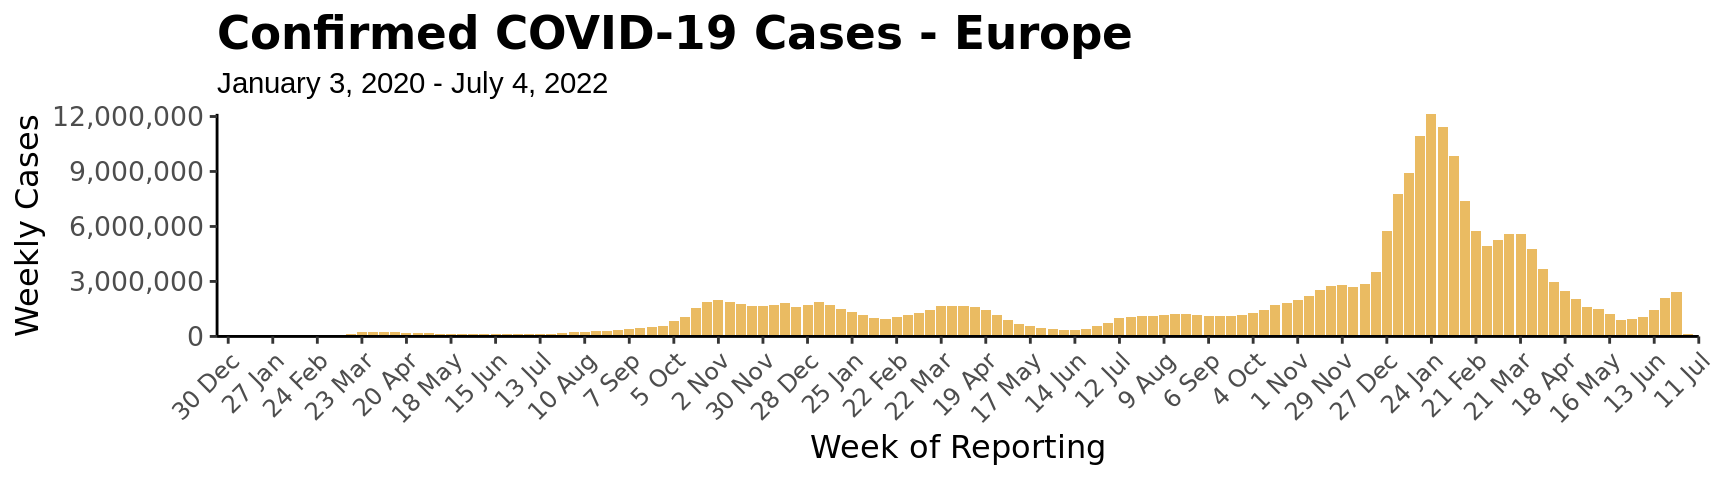 Confirmed COVID-19 Cases - Europe
January 3, 2020 - July 4, 2022
Weekly Cases
12,000,000
9,000,000
6,000,000
3,000,000
0
30 Dec
27 Jan
24 Feb
23 Mar
20 Apr
18 May
15 Jun
13 Jul
10 Aug
7 Sep
5 Oct
2 Nov
30 Nov
28 Dec
25 Jan
22 Feb
22 Mar
19 Apr
17 May
14 Jun
12 Jul
9 Aug
6 Sep
4 Oct
1 Nov
29 Nov
27 Dec
24 Jan
21 Feb
21 Mar
18 Apr
16 May
13 Jun
11 Jul
Week of Reporting